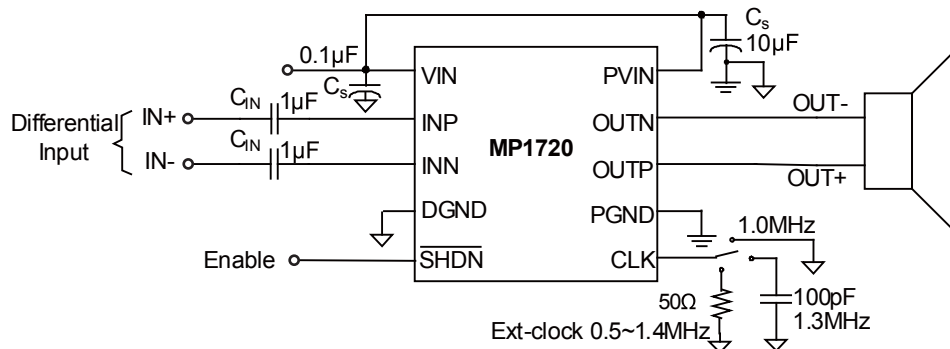 Cs
10µF
0.1µF
VIN
PVIN
Cs
CIN
1µF
IN+
INP
OUTN
OUT-
Differential
Input
MP1720
CIN
1µF
IN-
INN
OUTP
OUT+
DGND
PGND
1.0MHz
Enable
SHDN
CLK
50Ω
100pF
1.3MHz
Ext-clock 0.5~1.4MHz